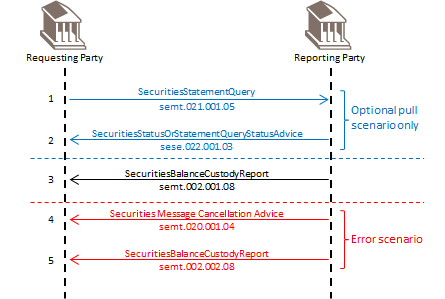 Requesting Party
Reporting Party
1
SecuritiesStatementQuery
semt.021.001.05
Optional pull
scenario only
2
SecuritiesStatusOrStatementQueryStatusAdvice
sese.022.001.03
3
SecuritiesBalanceCustodyReport
semt.002.001.08
4
Securities Message Cancellation Advice
semt.020.001.04
Error scenario
5
SecuritiesBalanceCustodyReport
semt.002.002.08